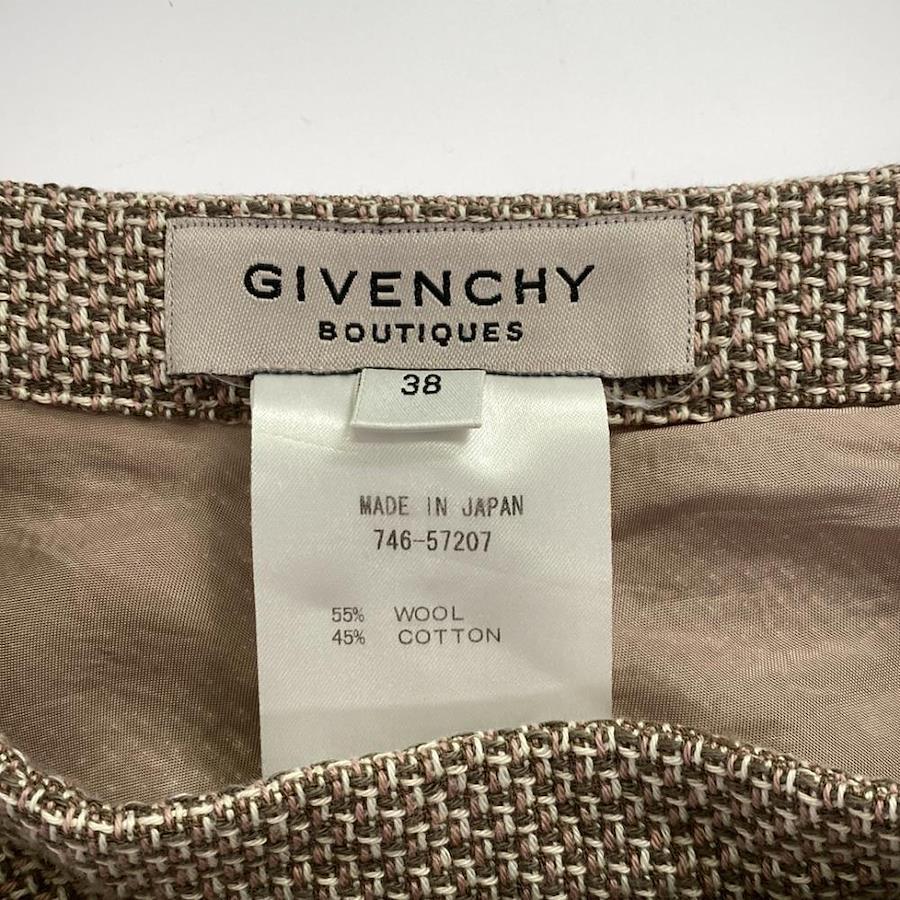 GIVENCHY
BOUTIQUES
38
MADE IN JAPAN
746-57207
55% WOOL
45% COTTON